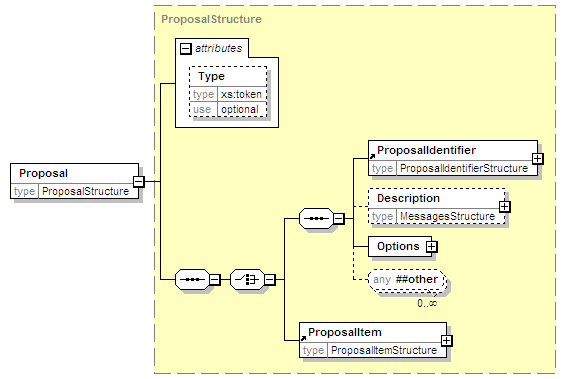 ProposalStructure
attributes
Type
type xs:token
use optional
Proposal
type ProposalStructure
ProposalIdentifier
type ProposalIdentifierStructure
Description
type MessagesStructure
Options
any ##other
0..∞
ProposalItem
type ProposalItemStructure